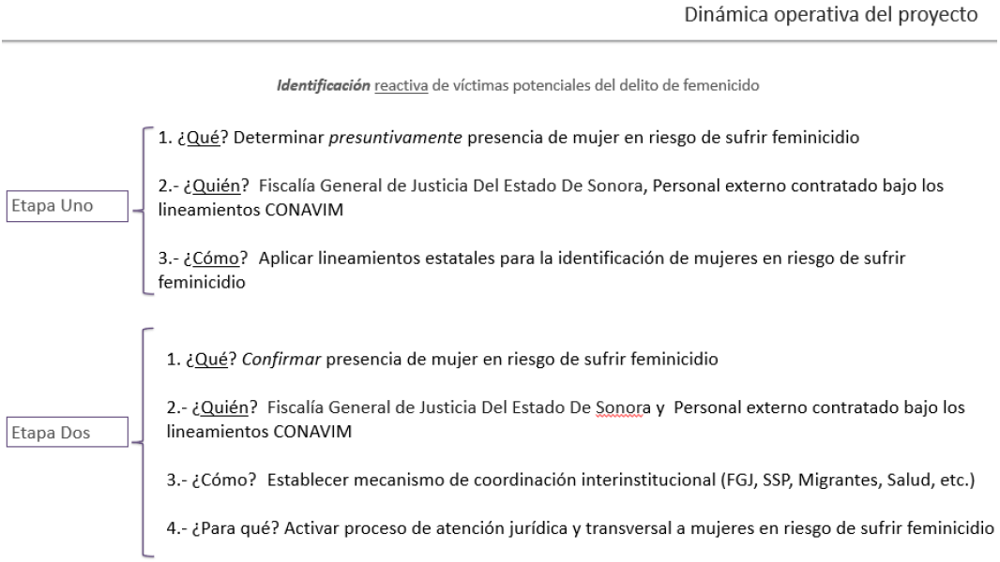 Dinámica operativa del proyecto
Identificación reactiva de víctimas potenciales del delito de femenicido
1. ¿Qué? Determinar presuntivamente presencia de mujer en riesgo de sufrir feminicidio
2.- ¿Quién? Fiscalía General de Justicia Del Estado De Sonora, Personal externo contratado bajo los
lineamientos CONAVIM
Etapa Uno
3.- ¿Cómo? Aplicar lineamientos estatales para la identificación de mujeres en riesgo de sufrir
feminicidio
1. ¿Qué? Confirmar presencia de mujer en riesgo de sufrir feminicidio
2.- ¿Quién? Fiscalía General de Justicia Del Estado De Sonora y Personal externo contratado bajo los
lineamientos CONAVIM
Etapa Dos
3.- ¿Cómo? Establecer mecanismo de coordinación interinstitucional (FGJ, SSP, Migrantes, Salud, etc.)
4.- ¿Para qué? Activar proceso de atención jurídica y transversal a mujeres en riesgo de sufrir feminicidio